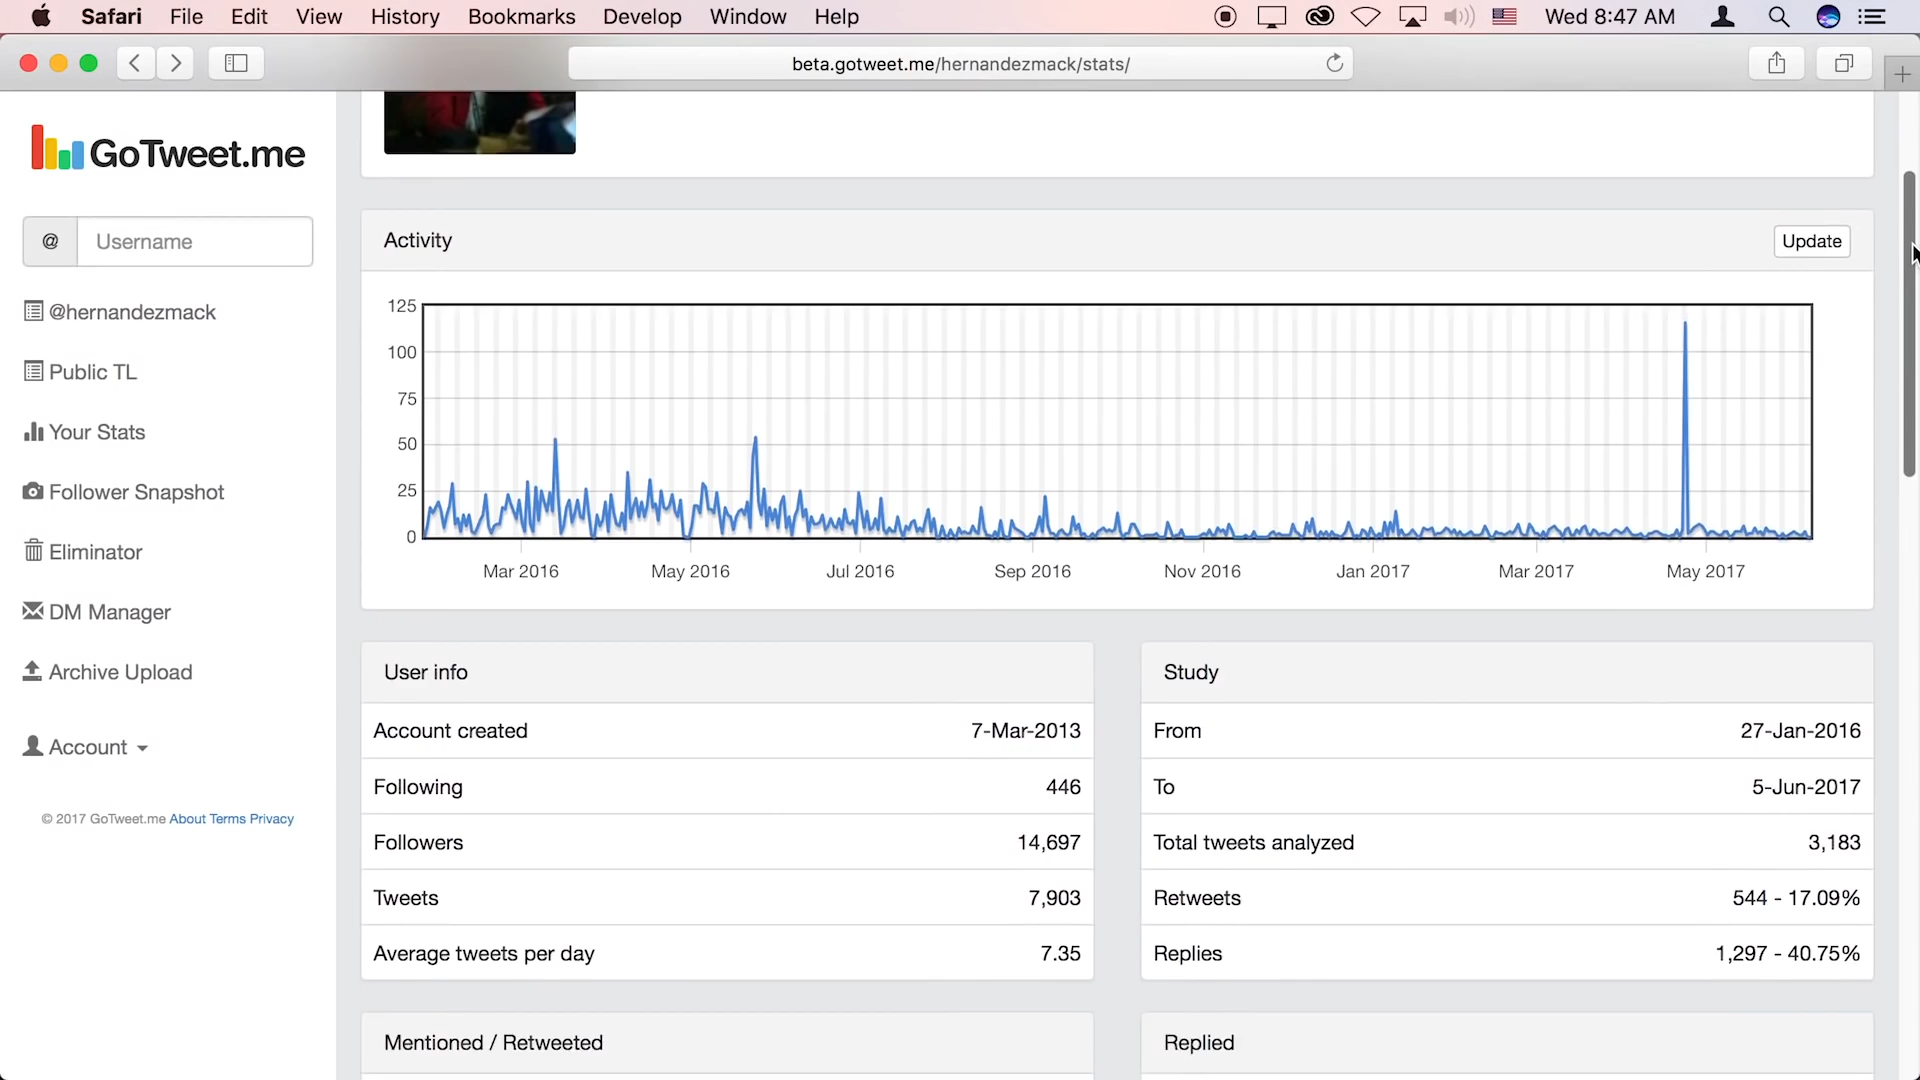 Safari File Edit View History Bookmarks Develop Window Help Wed 8:47 AM
beta.gotweet.me/hernandezmack/stats/
GoTweet.me
@ Username
@hernandezmack
Public TL
Your Stats
Follower Snapshot
Eliminator
DM Manager
Archive Upload
Account
© 2017 GoTweet.me About Terms Privacy
Activity Update
125
100
75
50
25
0
Mar 2016 May 2016 Jul 2016 Sep 2016 Nov 2016 Jan 2017 Mar 2017 May 2017
User info
Account created 7-Mar-2013
Following 446
Followers 14,697
Tweets 7,903
Average tweets per day 7.35
Study
From 27-Jan-2016
To 5-Jun-2017
Total tweets analyzed 3,183
Retweets 544 - 17.09%
Replies 1,297 - 40.75%
Mentioned / Retweeted
Replied